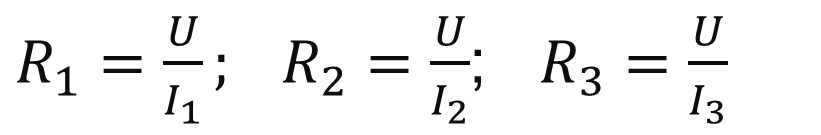 R₁ = U/I₁; R₂ = U/I₂; R₃ = U/I₃